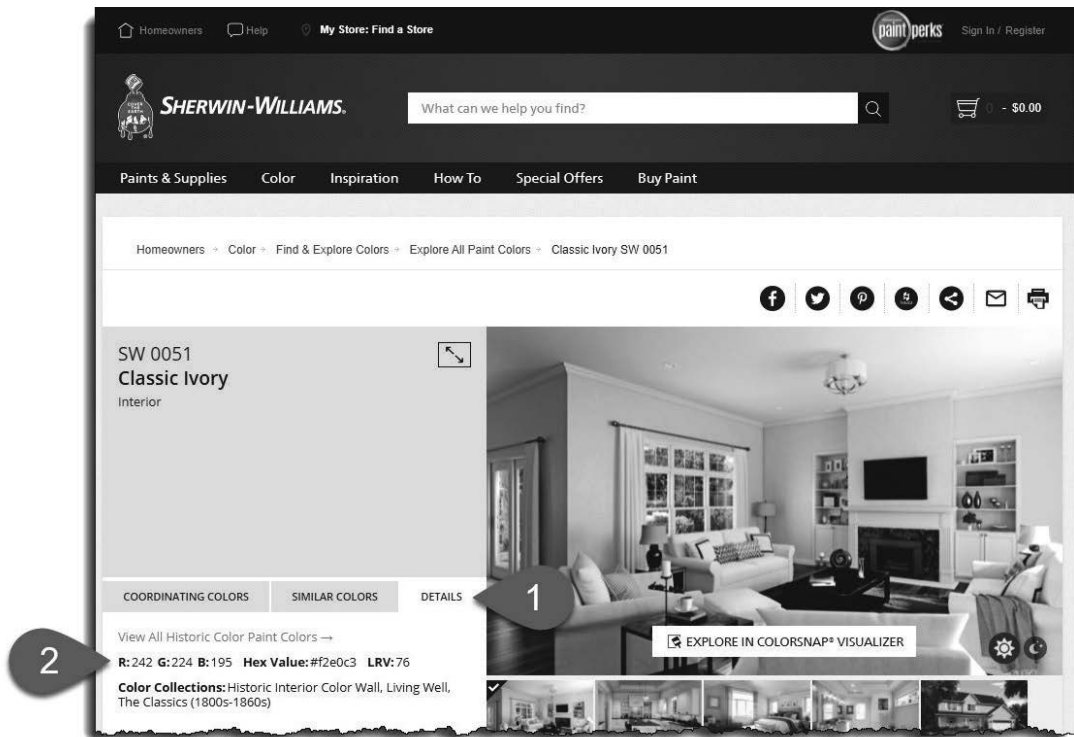 Homeowners Help My Store: Find a Store paint perks Sign In / Register
COVER THE EARTH
SHERWIN-WILLIAMS. What can we help you find? 0 - $0.00
Paints & Supplies Color Inspiration How To Special Offers Buy Paint
Homeowners Color Find & Explore Colors Explore All Paint Colors Classic Ivory SW 0051
SW 0051
Classic Ivory
Interior
COORDINATING COLORS SIMILAR COLORS DETAILS 1
View All Historic Color Paint Colors →
2 R:242 G:224 B:195 Hex Value:#f2e0c3 LRV:76
EXPLORE IN COLORSNAP® VISUALIZER
Color Collections: Historic Interior Color Wall, Living Well,
The Classics (1800s-1860s)